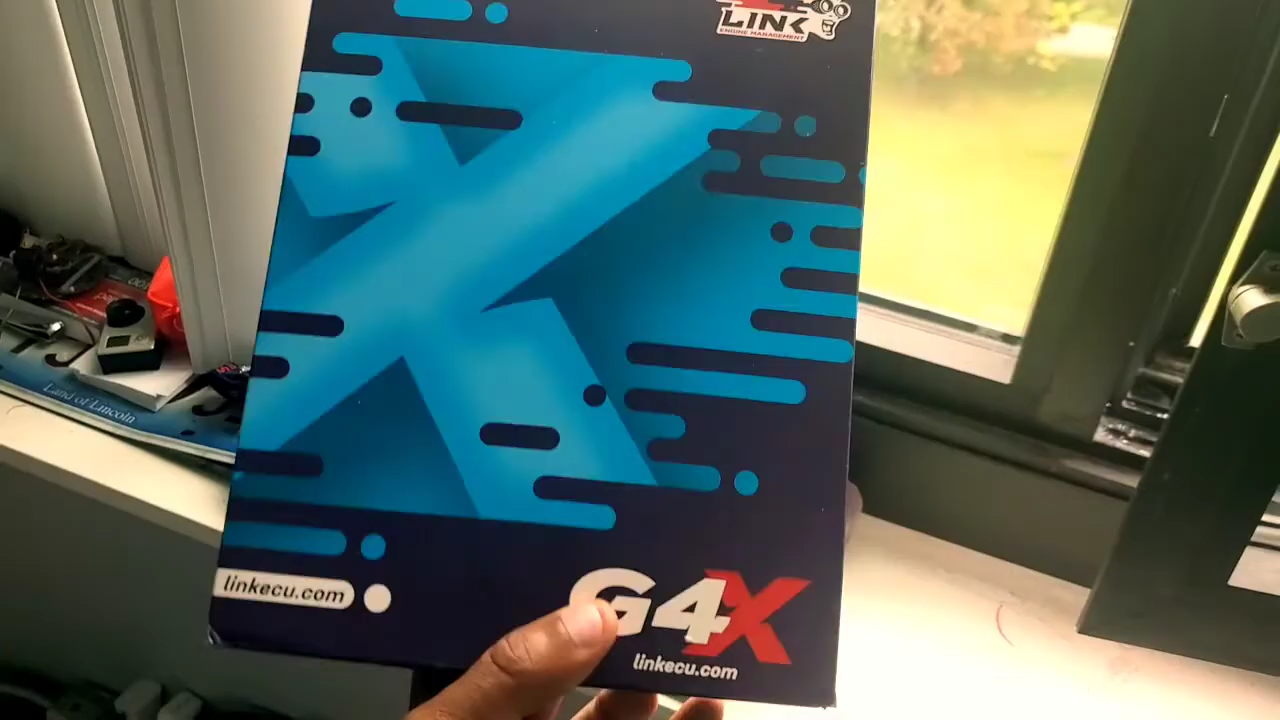 LINK
ENGINE MANAGEMENT
Land of Lincoln
linkecu.com
G4X
linkecu.com